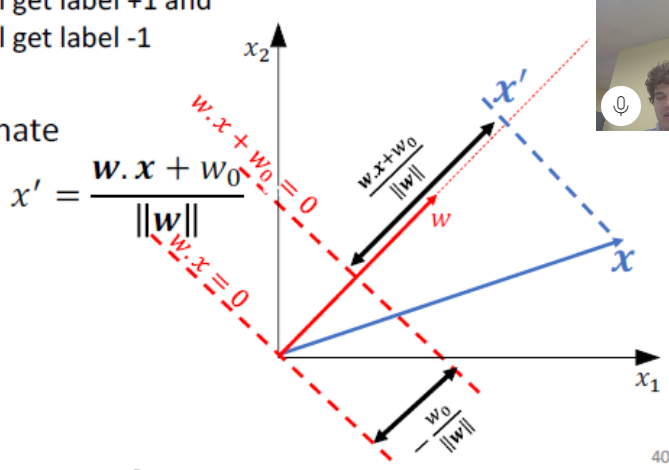 l get label +1 and
l get label -1
nate
x' = (w.x + w₀) / ‖w‖
x₂
w.x + w₀ = 0
w.x = 0
x'
(w.x+w₀) / ‖w‖
w
x
x₁
− w₀ / ‖w‖
40